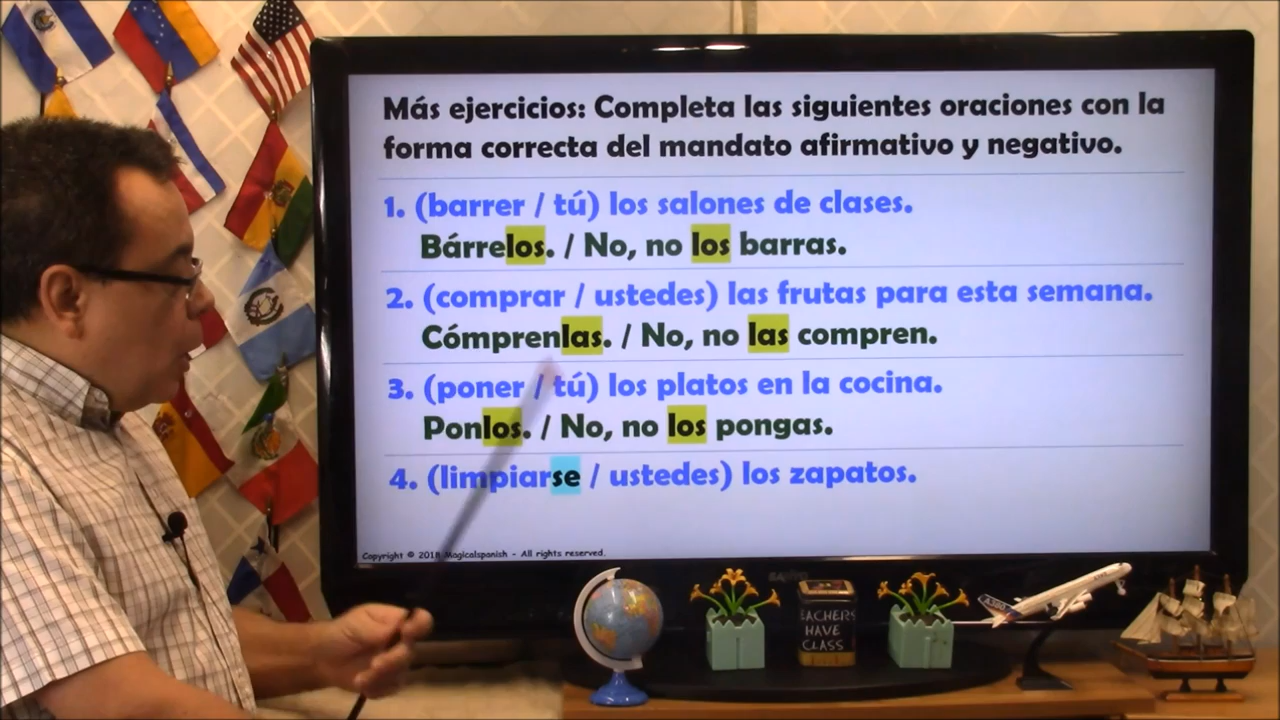 Más ejercicios: Completa las siguientes oraciones con la
forma correcta del mandato afirmativo y negativo.
1. (barrer / tú) los salones de clases.
Bárrelos. / No, no los barras.
2. (comprar / ustedes) las frutas para esta semana.
Cómprenlas. / No, no las compren.
3. (poner / tú) los platos en la cocina.
Ponlos. / No, no los pongas.
4. (limpiarse / ustedes) los zapatos.
Copyright © 2018 Magicalspanish - All rights reserved.
SANYO
TEACHERS
HAVE
CLASS
A380